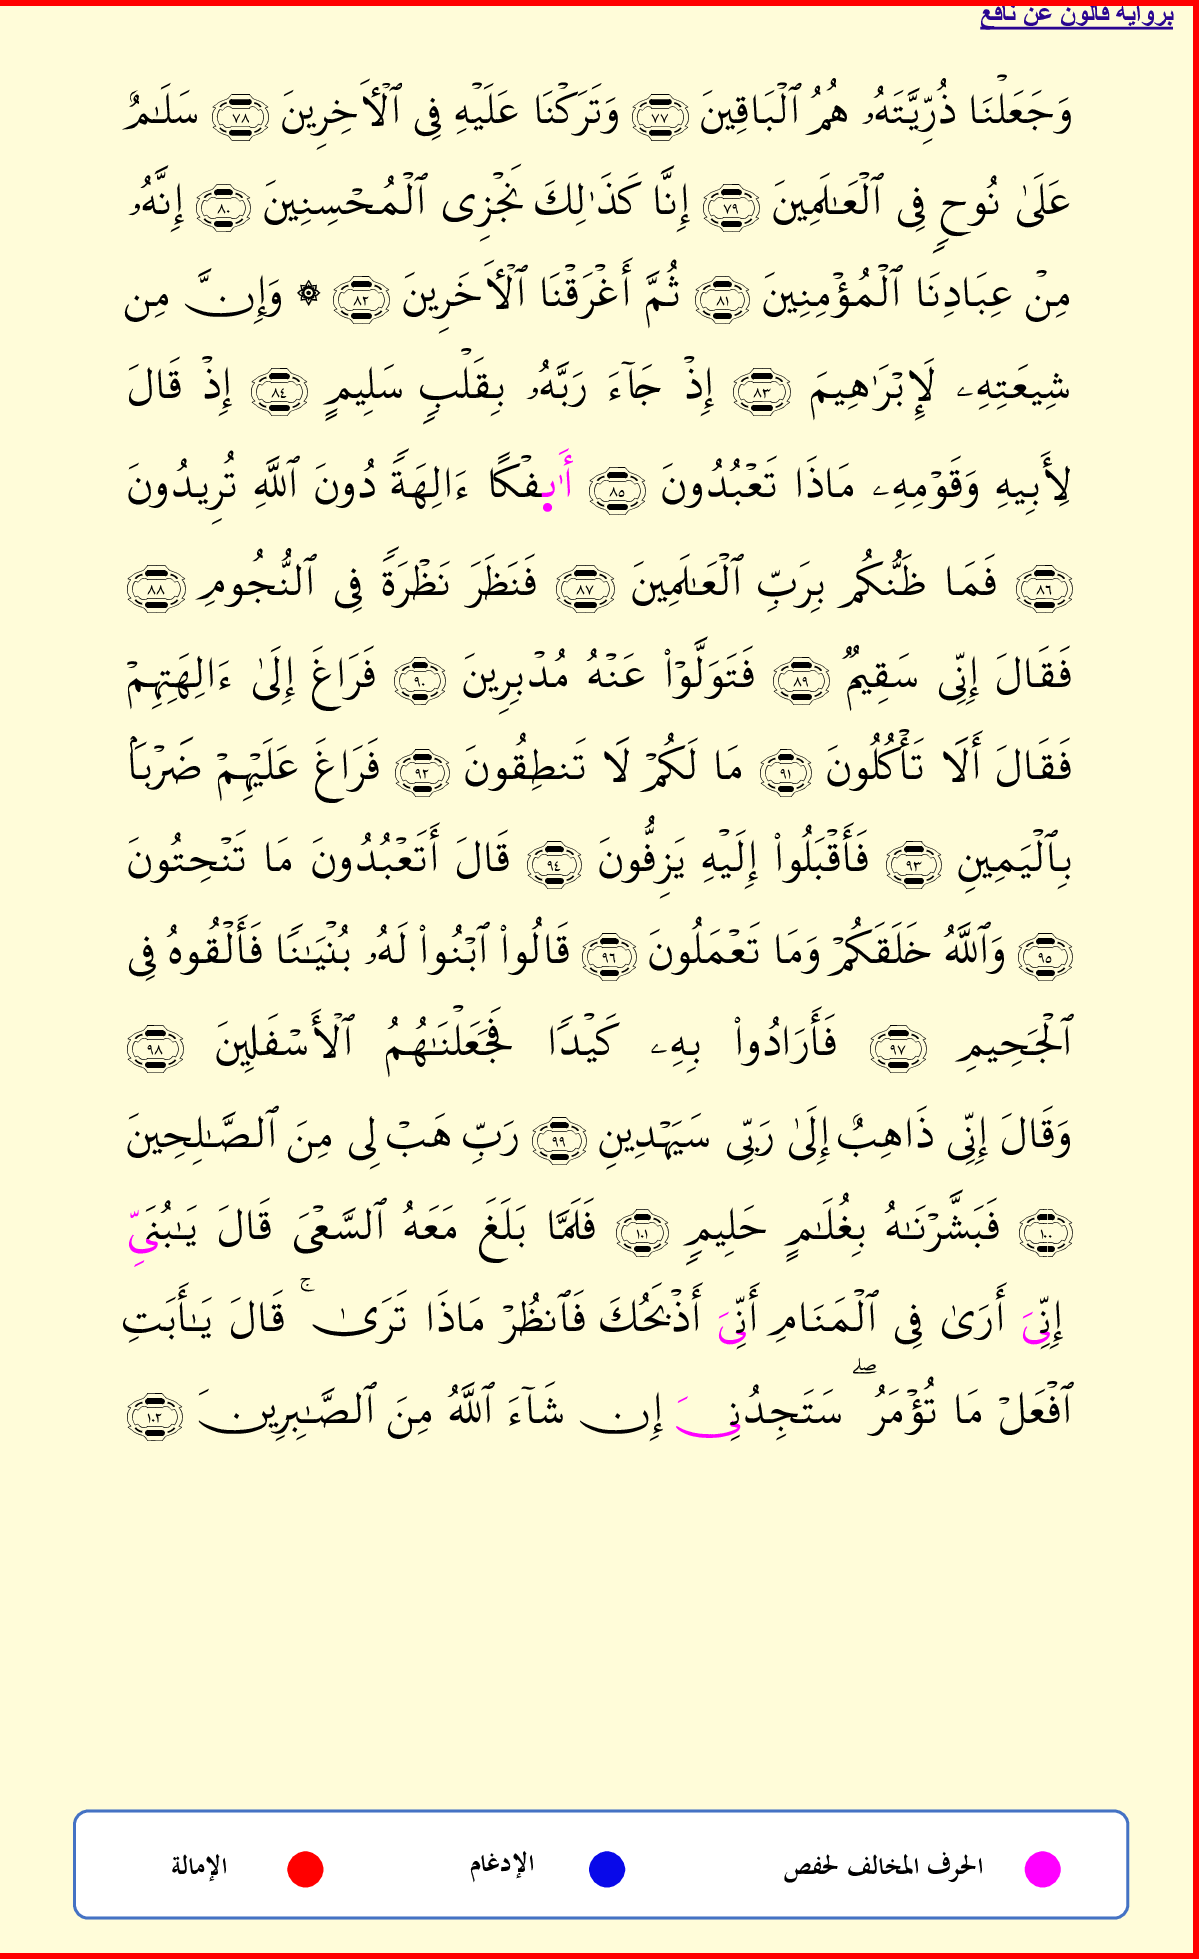 برواية قالون عن نافع
وَجَعَلْنَا ذُرِّيَّتَهُۥ هُمُ ٱلْبَاقِينَ ٧٧ وَتَرَكْنَا عَلَيْهِ فِى ٱلْأَخِرِينَ ٧٨ سَلَـٰمٌ
عَلَىٰ نُوحٍ فِى ٱلْعَـٰلَمِينَ ٧٩ إِنَّا كَذَٰلِكَ نَجْزِى ٱلْمُحْسِنِينَ ٨٠ إِنَّهُۥ
مِنْ عِبَادِنَا ٱلْمُؤْمِنِينَ ٨١ ثُمَّ أَغْرَقْنَا ٱلْأَخَرِينَ ٨٢ ۞ وَإِنَّ مِن
شِيعَتِهِۦ لَإِبْرَٰهِيمَ ٨٣ إِذْ جَآءَ رَبَّهُۥ بِقَلْبٍ سَلِيمٍ ٨٤ إِذْ قَالَ
لِأَبِيهِ وَقَوْمِهِۦ مَاذَا تَعْبُدُونَ ٨٥ أَٰي۪فْكًا ءَالِهَةً دُونَ ٱللَّهِ تُرِيدُونَ
٨٦ فَمَا ظَنُّكُم بِرَبِّ ٱلْعَـٰلَمِينَ ٨٧ فَنَظَرَ نَظْرَةً فِى ٱلنُّجُومِ ٨٨
فَقَالَ إِنِّى سَقِيمٌ ٨٩ فَتَوَلَّوْا۟ عَنْهُ مُدْبِرِينَ ٩٠ فَرَاغَ إِلَىٰ ءَالِهَتِهِمْ
فَقَالَ أَلَا تَأْكُلُونَ ٩١ مَا لَكُمْ لَا تَنطِقُونَ ٩٢ فَرَاغَ عَلَيْهِمْ ضَرْبَۢا
بِٱلْيَمِينِ ٩٣ فَأَقْبَلُوا۟ إِلَيْهِ يَزِفُّونَ ٩٤ قَالَ أَتَعْبُدُونَ مَا تَنْحِتُونَ
٩٥ وَٱللَّهُ خَلَقَكُمْ وَمَا تَعْمَلُونَ ٩٦ قَالُوا۟ ٱبْنُوا۟ لَهُۥ بُنْيَـٰنًا فَأَلْقُوهُ فِى
ٱلْجَحِيمِ ٩٧ فَأَرَادُوا۟ بِهِۦ كَيْدًا فَجَعَلْنَـٰهُمُ ٱلْأَسْفَلِينَ ٩٨
وَقَالَ إِنِّى ذَاهِبٌ إِلَىٰ رَبِّى سَيَهْدِينِ ٩٩ رَبِّ هَبْ لِى مِنَ ٱلصَّـٰلِحِينَ
١٠٠ فَبَشَّرْنَـٰهُ بِغُلَـٰمٍ حَلِيمٍ ١٠١ فَلَمَّا بَلَغَ مَعَهُ ٱلسَّعْىَ قَالَ يَـٰبُنَىِّ
إِنِّىَ أَرَىٰ فِى ٱلْمَنَامِ أَنِّىَ أَذْبَحُكَ فَٱنظُرْ مَاذَا تَرَىٰ ۚ قَالَ يَـٰأَبَتِ
ٱفْعَلْ مَا تُؤْمَرُ ۖ سَتَجِدُنِىَ إِن شَآءَ ٱللَّهُ مِنَ ٱلصَّـٰبِرِينَ ١٠٢
الحرف المخالف لحفص الإدغام الإمالة